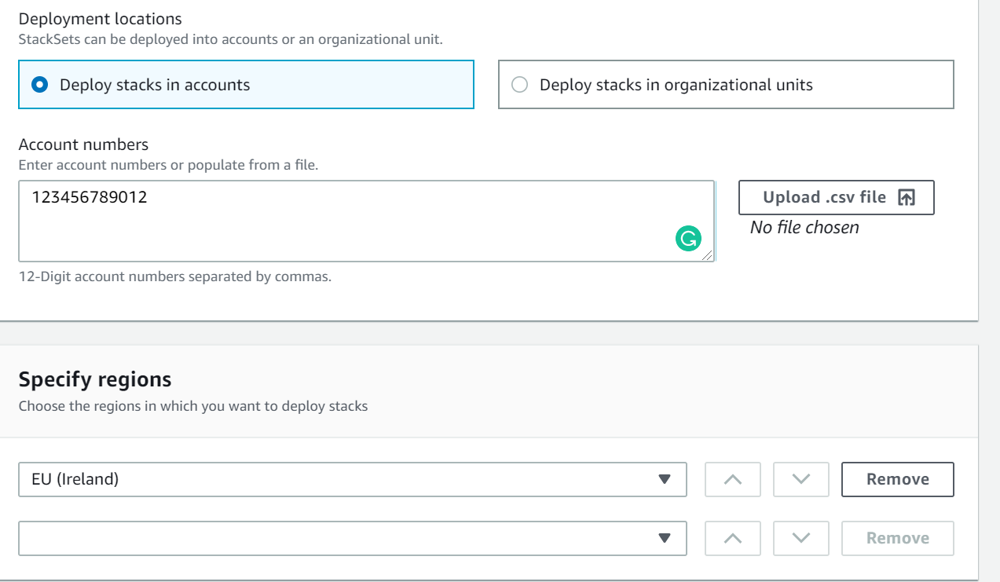 Deployment locations
StackSets can be deployed into accounts or an organizational unit.
Deploy stacks in accounts
Deploy stacks in organizational units
Account numbers
Enter account numbers or populate from a file.
123456789012
Upload .csv file
No file chosen
12-Digit account numbers separated by commas.
Specify regions
Choose the regions in which you want to deploy stacks
EU (Ireland)
Remove
Remove